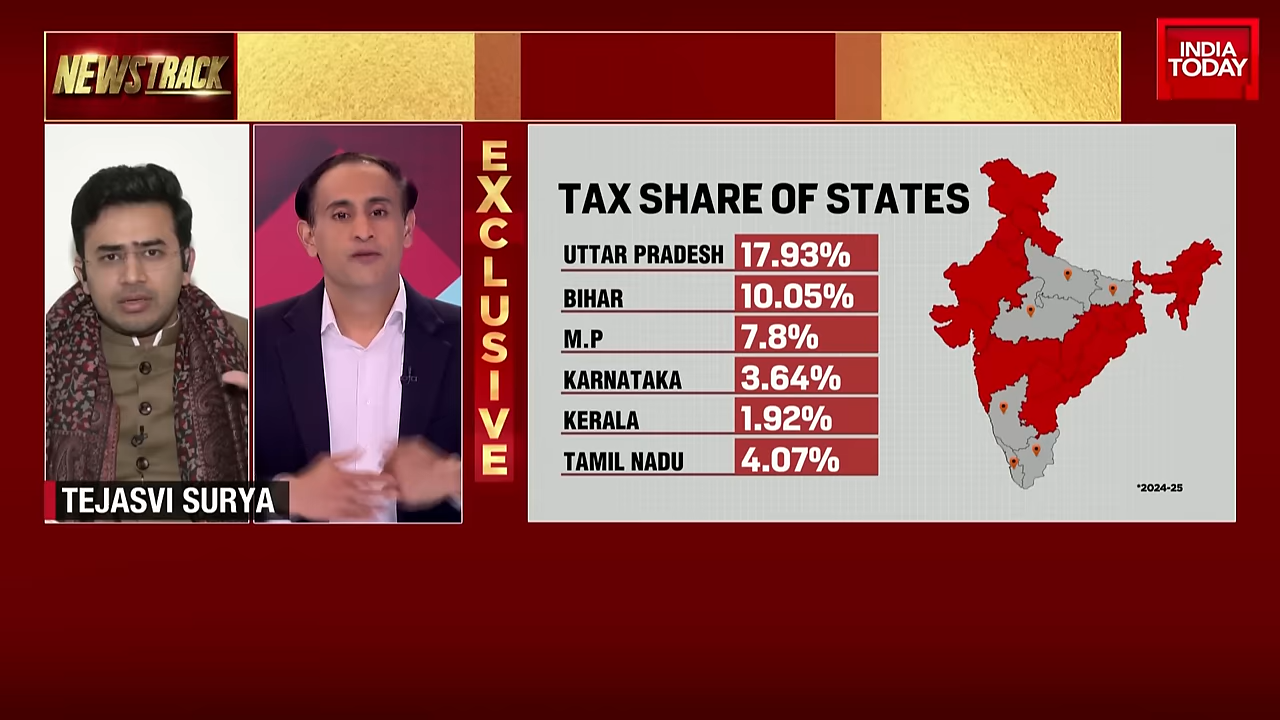 NEWSTRACK
INDIA
TODAY
EXCLUSIVE
TAX SHARE OF STATES
UTTAR PRADESH 17.93%
BIHAR 10.05%
M.P 7.8%
KARNATAKA 3.64%
KERALA 1.92%
TAMIL NADU 4.07%
*2024-25
TEJASVI SURYA